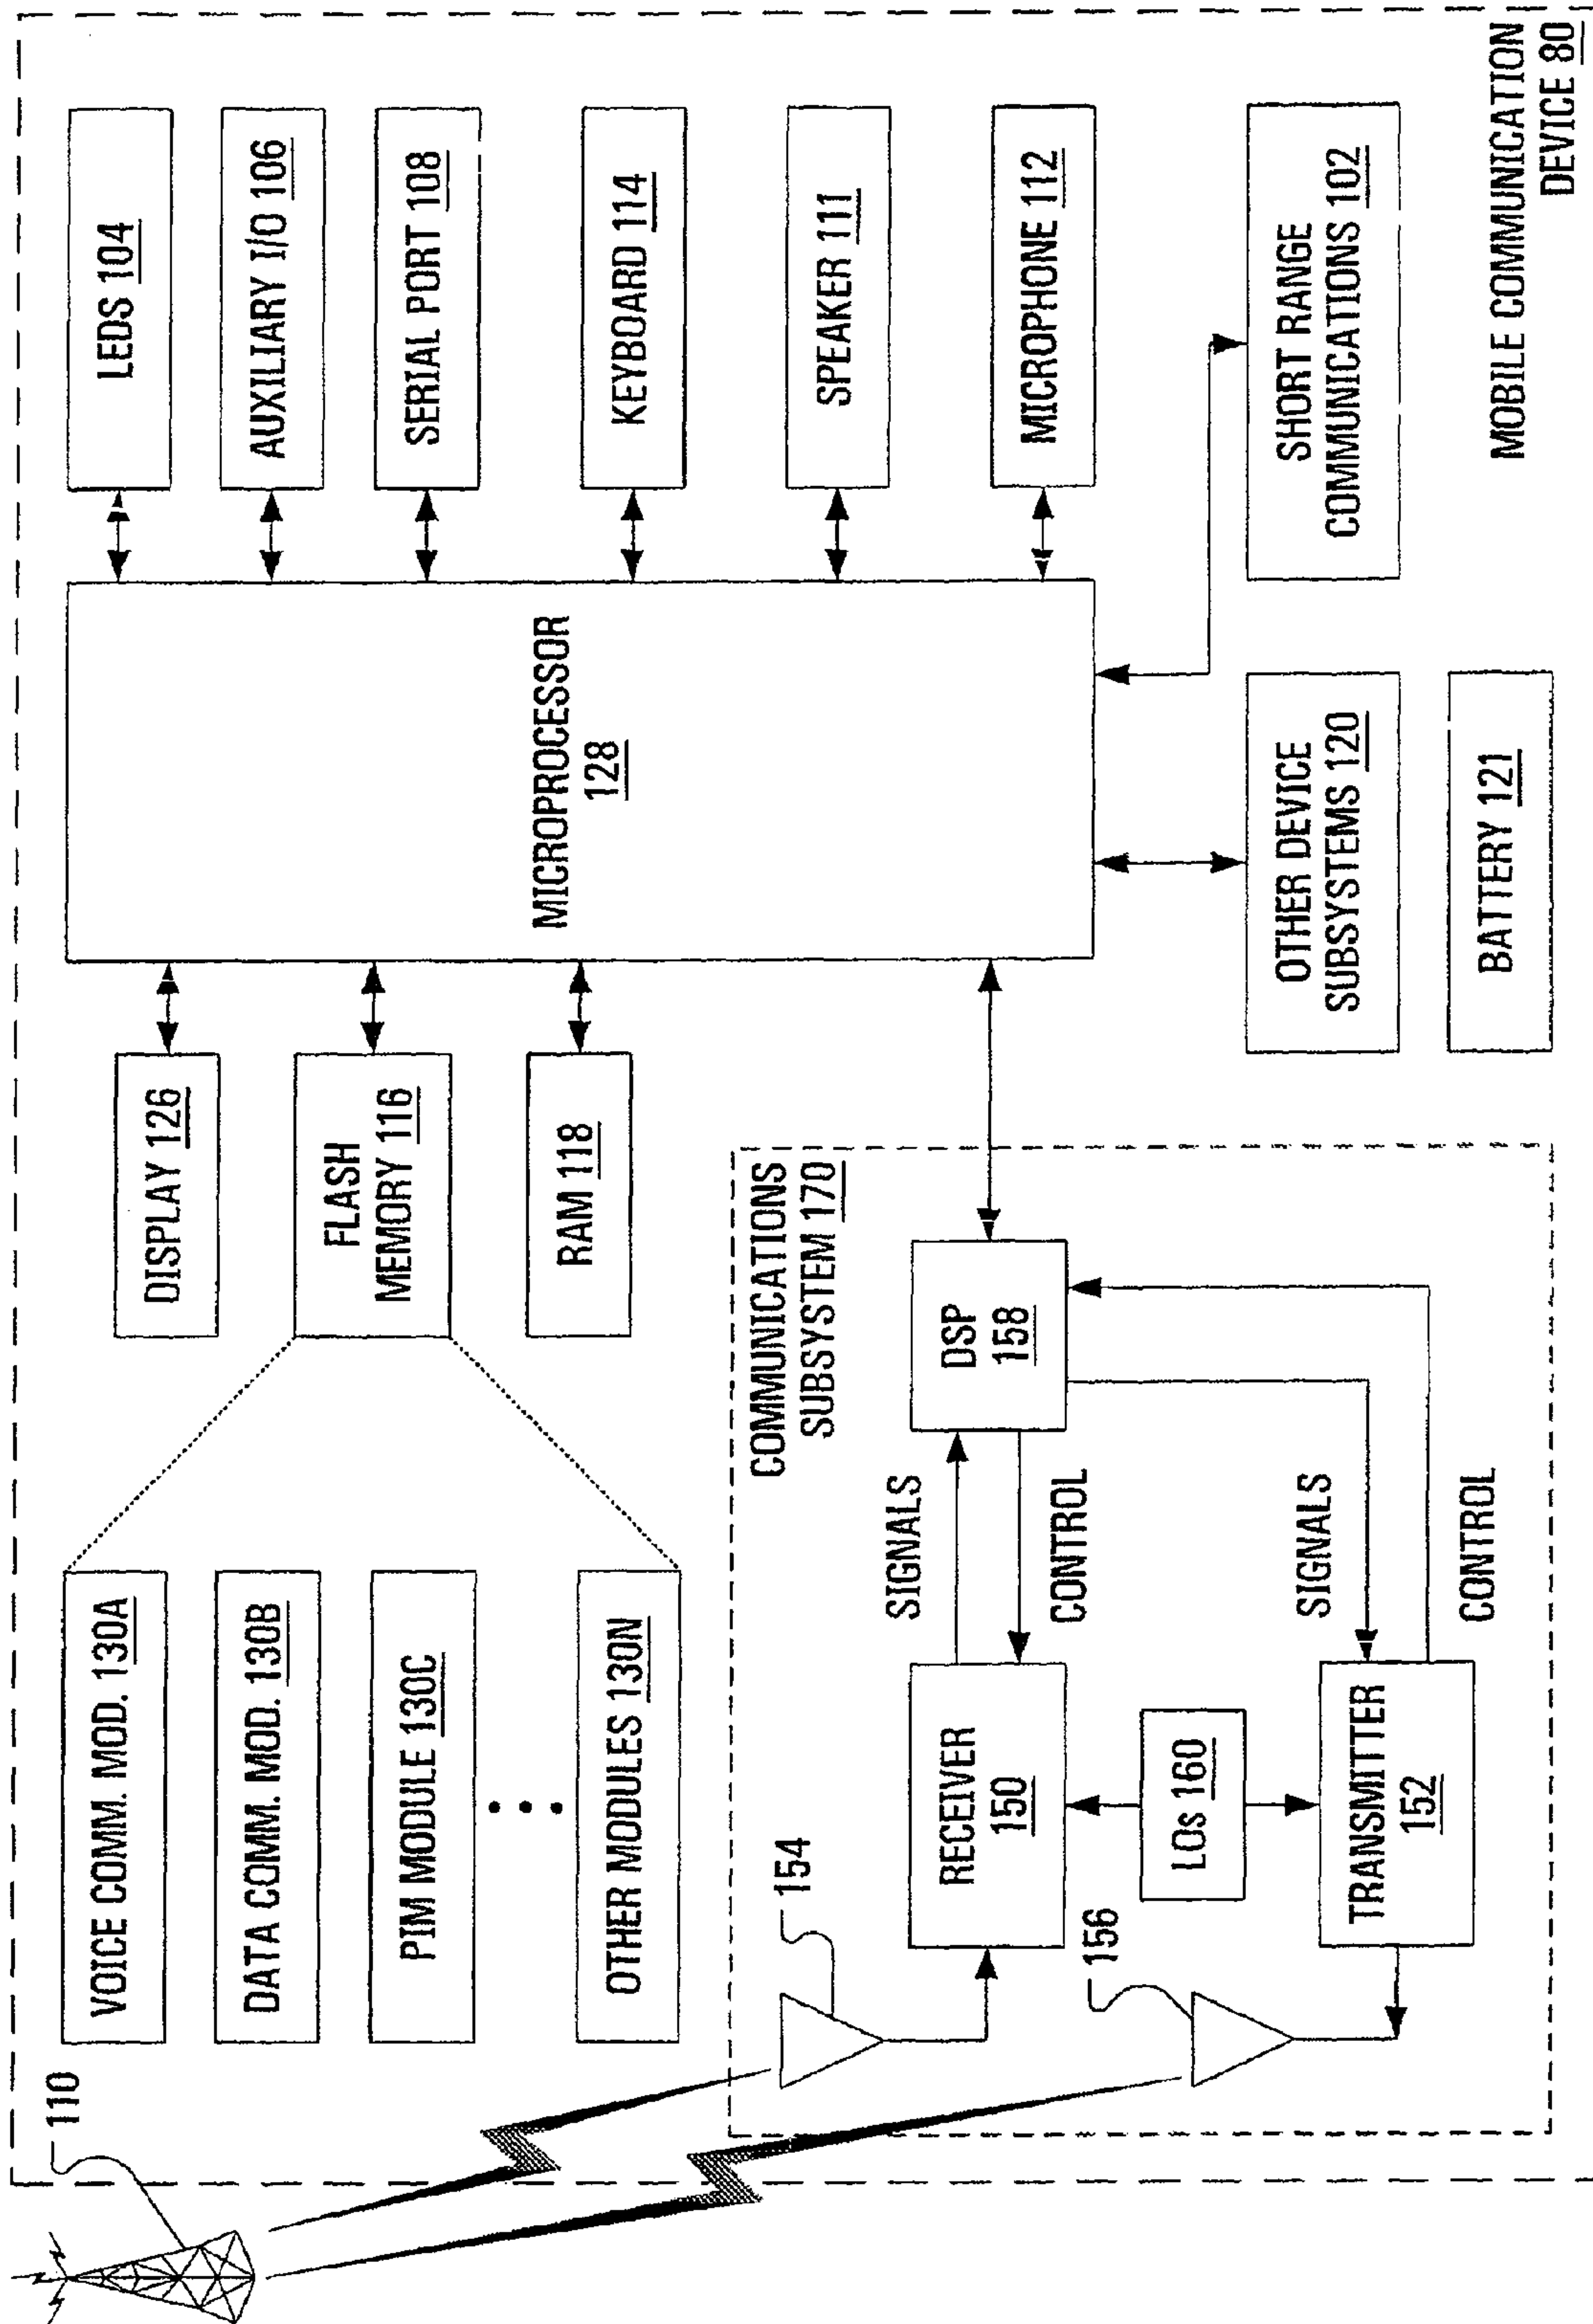 110
VOICE COMM. MOD. 130A
DATA COMM. MOD. 130B
PIM MODULE 130C
OTHER MODULES 130N
DISPLAY 126
FLASH
MEMORY 116
RAM 118
MICROPROCESSOR
128
LEDS 104
AUXILIARY I/O 106
SERIAL PORT 108
KEYBOARD 114
SPEAKER 111
MICROPHONE 112
SHORT RANGE
COMMUNICATIONS 102
OTHER DEVICE
SUBSYSTEMS 120
BATTERY 121
COMMUNICATIONS
SUBSYSTEM 170
154
RECEIVER
150
SIGNALS
CONTROL
DSP
158
LOs 160
156
TRANSMITTER
152
SIGNALS
CONTROL
MOBILE COMMUNICATION
DEVICE 80